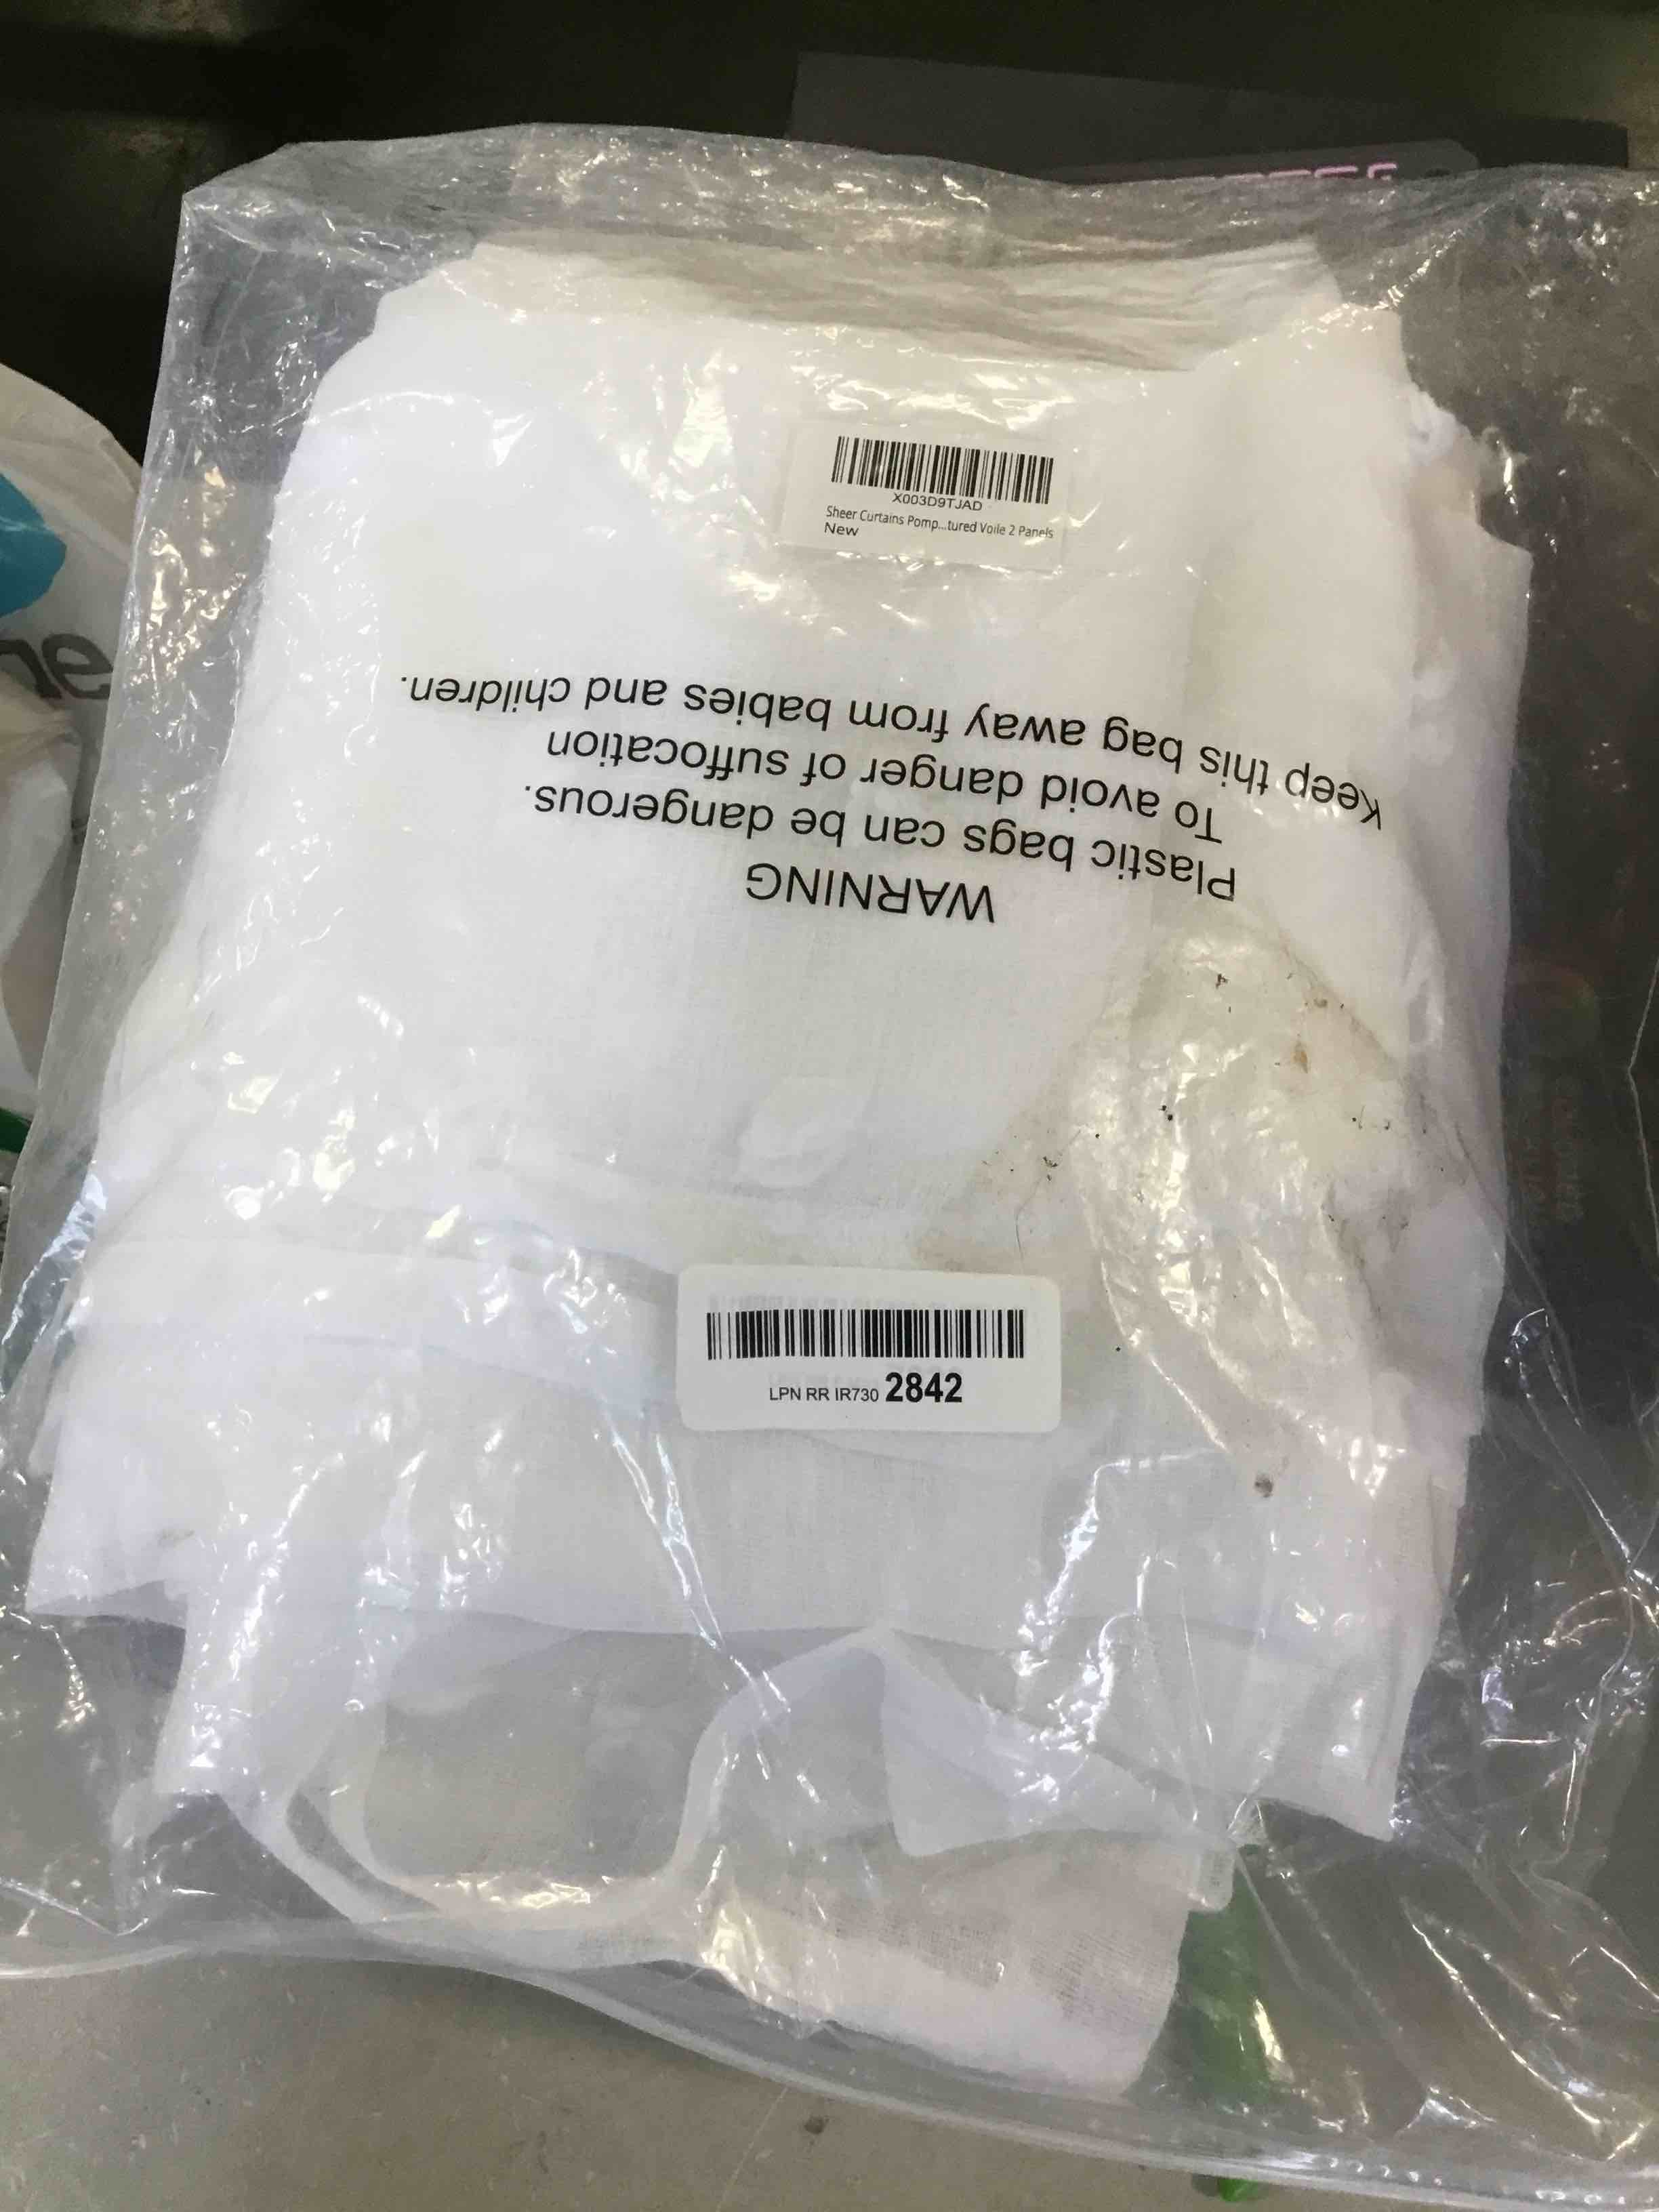 X003D9TJAD
Sheer Curtains Pomp...tured Voile 2 Panels
New
WARNING
Plastic bags can be dangerous.
To avoid danger of suffocation
Keep this bag away from babies and children.
LPN RR IR730 2842
ne